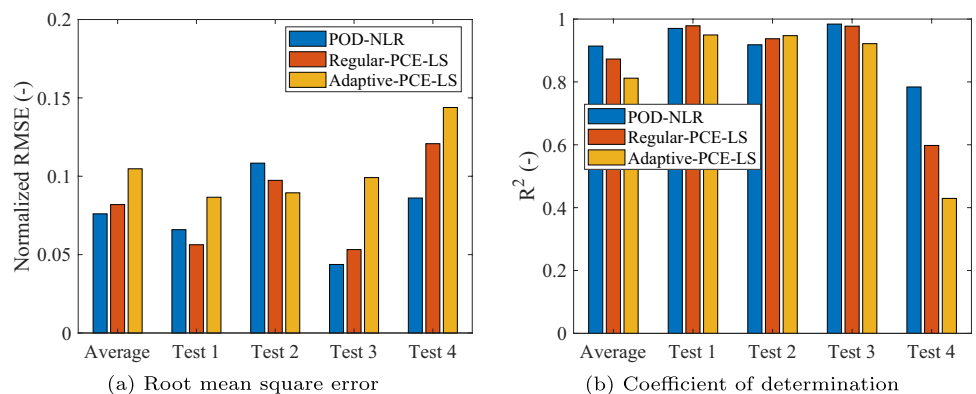 0.2
0.15
0.1
0.05
0
Normalized RMSE (-)
POD-NLR
Regular-PCE-LS
Adaptive-PCE-LS
Average Test 1 Test 2 Test 3 Test 4
(a) Root mean square error
1
0.8
0.6
0.4
0.2
0
R² (-)
POD-NLR
Regular-PCE-LS
Adaptive-PCE-LS
Average Test 1 Test 2 Test 3 Test 4
(b) Coefficient of determination